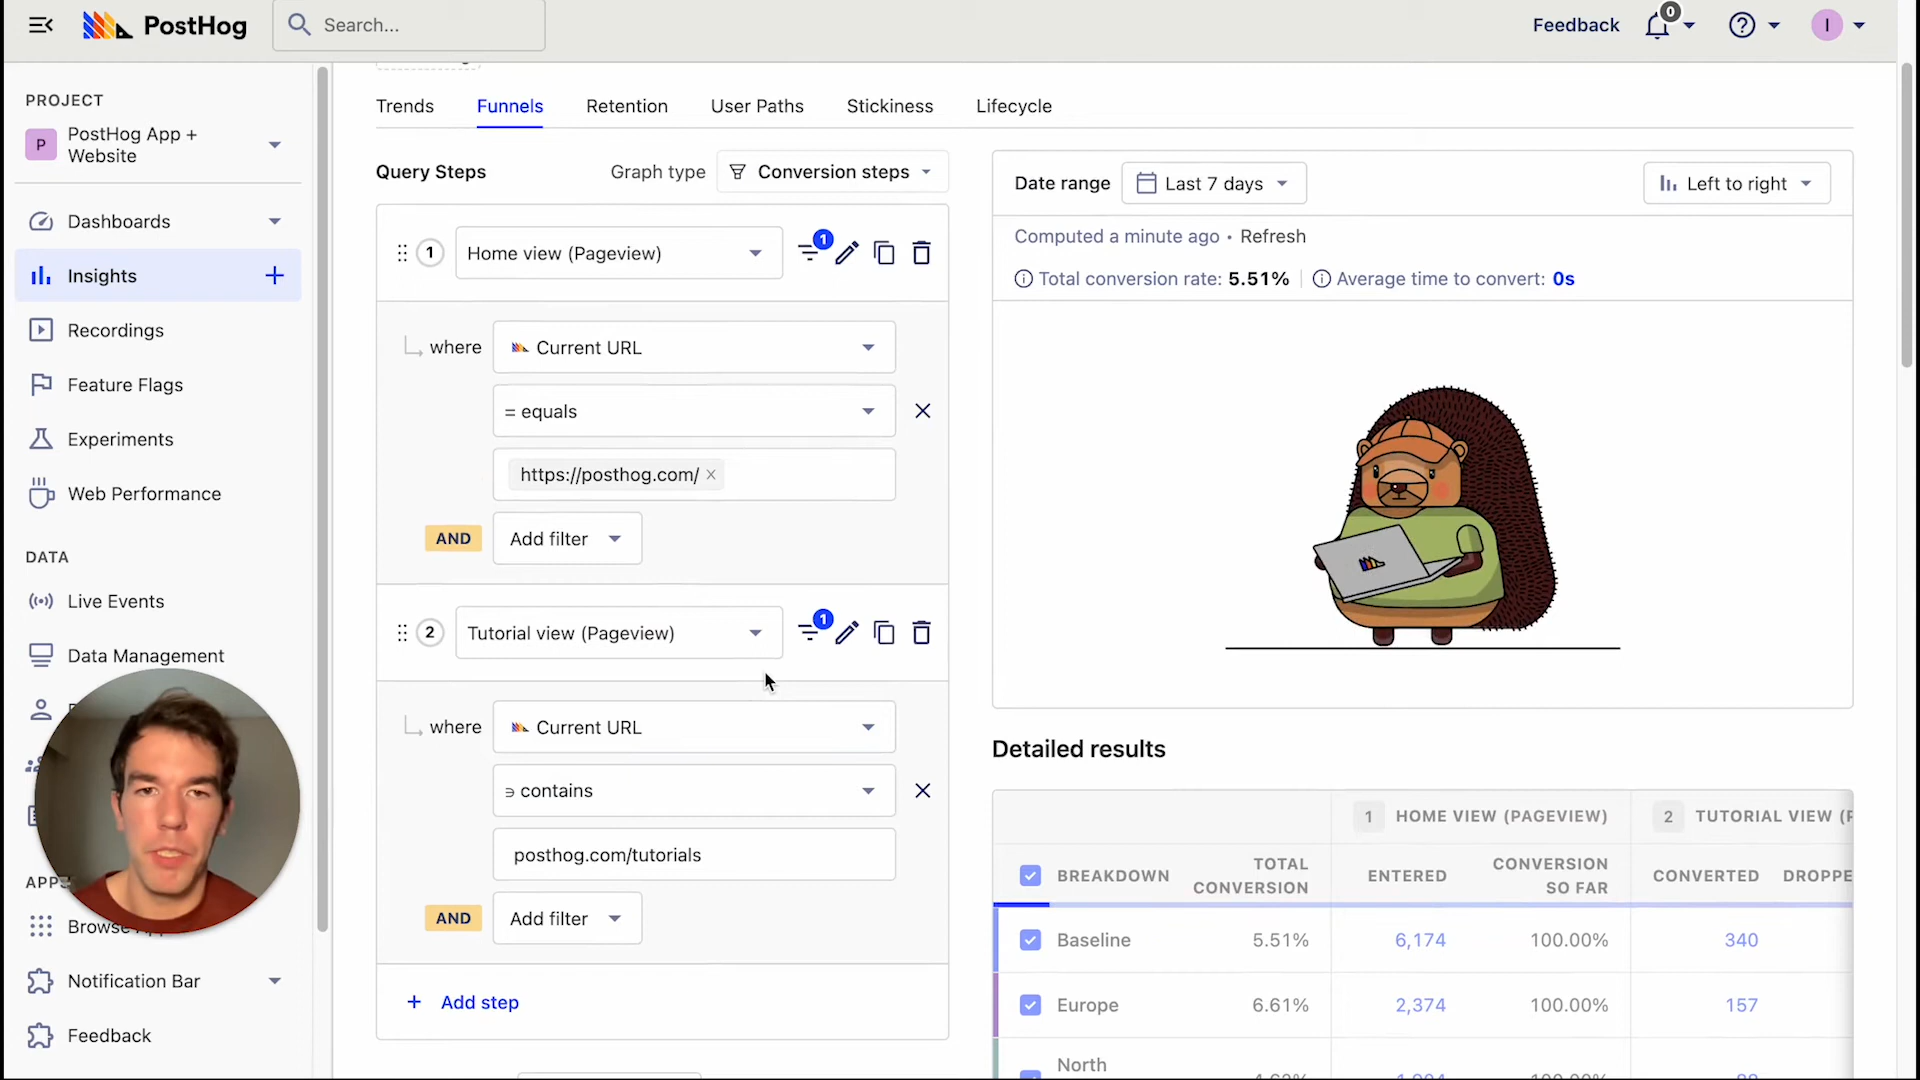 PostHog
Search...
Feedback
0
I
PROJECT
P
PostHog App +
Website
Dashboards
Insights
Recordings
Feature Flags
Experiments
Web Performance
DATA
Live Events
Data Management
Notification Bar
Feedback
Trends
Funnels
Retention
User Paths
Stickiness
Lifecycle
Query Steps
Graph type
Conversion steps
1
Home view (Pageview)
1
where
Current URL
= equals
https://posthog.com/ ×
AND
Add filter
2
Tutorial view (Pageview)
1
where
Current URL
∋ contains
posthog.com/tutorials
AND
Add filter
+ Add step
Date range
Last 7 days
Left to right
Computed a minute ago • Refresh
Total conversion rate: 5.51%
Average time to convert: 0s
Detailed results
1 HOME VIEW (PAGEVIEW)
2 TUTORIAL VIEW (P
BREAKDOWN
TOTAL
CONVERSION
ENTERED
CONVERSION
SO FAR
CONVERTED
DROPPE
Baseline 5.51% 6,174 100.00% 340
Europe 6.61% 2,374 100.00% 157
North